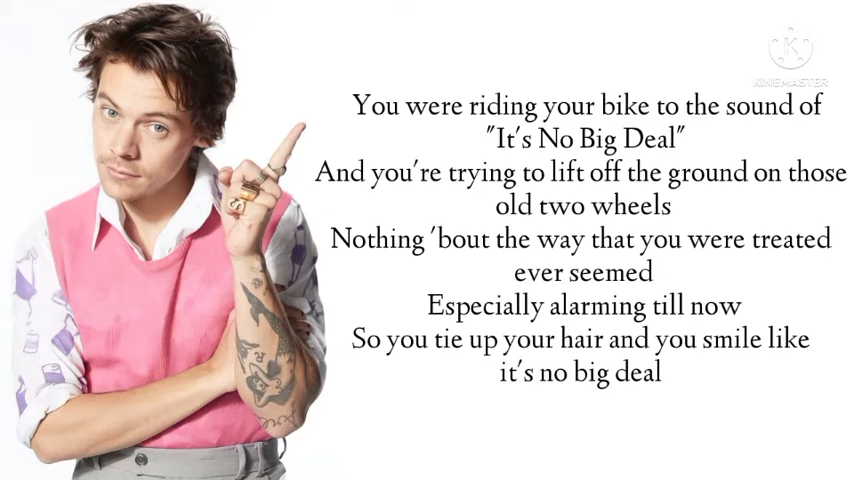 KINEMASTER
You were riding your bike to the sound of
"It's No Big Deal"
And you're trying to lift off the ground on those
old two wheels
Nothing 'bout the way that you were treated
ever seemed
Especially alarming till now
So you tie up your hair and you smile like
it's no big deal